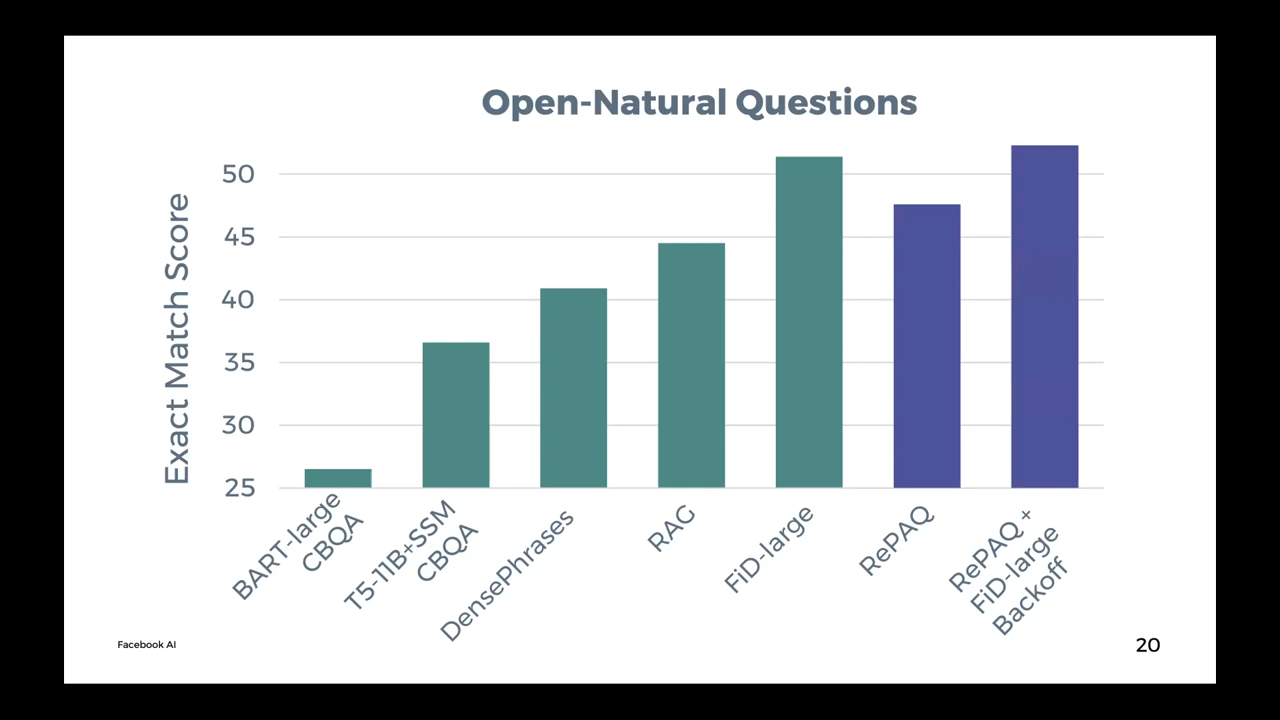 Open-Natural Questions
Exact Match Score
50
45
40
35
30
25
BART-large
CBQA
T5-11B+SSM
CBQA
DensePhrases
RAG
FiD-large
RePAQ
RePAQ +
FiD-large
Backoff
Facebook AI
20